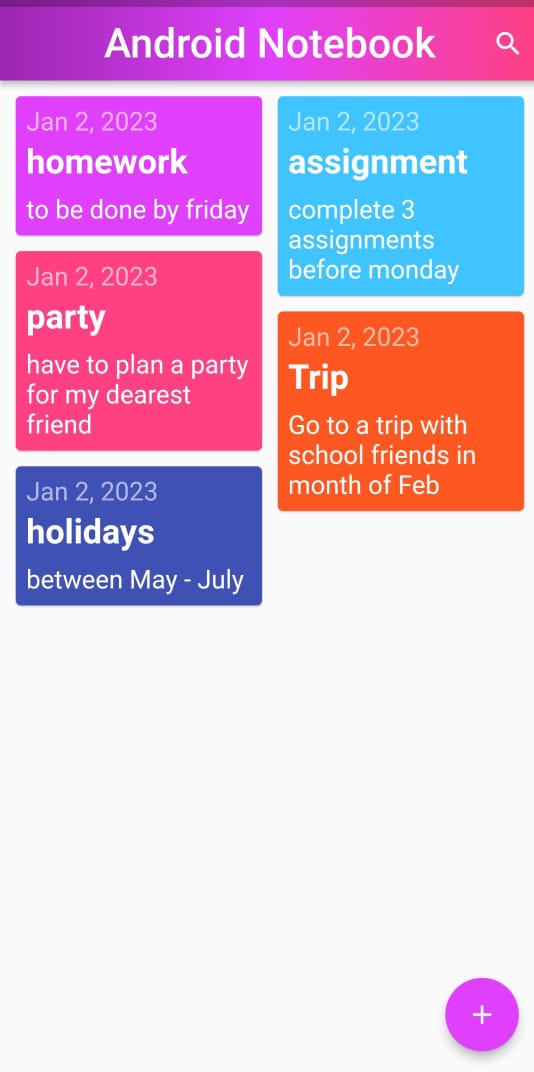 Android Notebook
Jan 2, 2023
homework
to be done by friday
Jan 2, 2023
assignment
complete 3
assignments
before monday
Jan 2, 2023
party
have to plan a party
for my dearest
friend
Jan 2, 2023
Trip
Go to a trip with
school friends in
month of Feb
Jan 2, 2023
holidays
between May - July
+